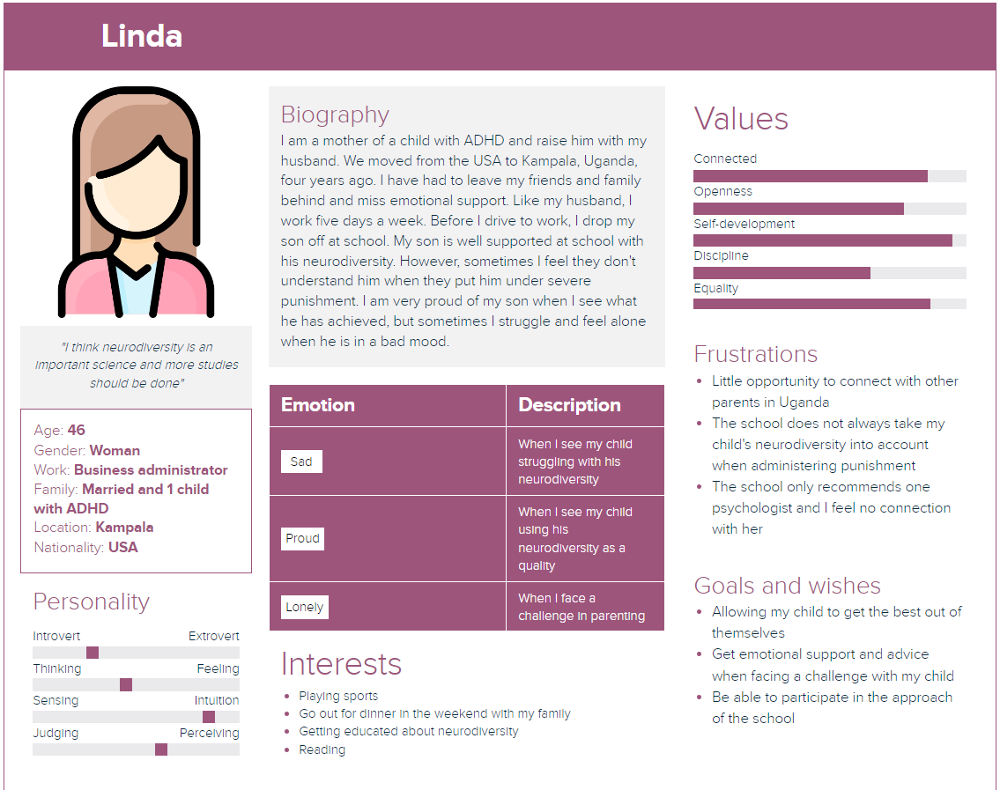 Linda
"I think neurodiversity is an
important science and more studies
should be done"
Age: 46
Gender: Woman
Work: Business administrator
Family: Married and 1 child
with ADHD
Location: Kampala
Nationality: USA
Personality
Introvert Extrovert
Thinking Feeling
Sensing Intuition
Judging Perceiving
Biography
I am a mother of a child with ADHD and raise him with my
husband. We moved from the USA to Kampala, Uganda,
four years ago. I have had to leave my friends and family
behind and miss emotional support. Like my husband, I
work five days a week. Before I drive to work, I drop my
son off at school. My son is well supported at school with
his neurodiversity. However, sometimes I feel they don't
understand him when they put him under severe
punishment. I am very proud of my son when I see what
he has achieved, but sometimes I struggle and feel alone
when he is in a bad mood.
Emotion Description
Sad
When I see my child
struggling with his
neurodiversity
Proud
When I see my child
using his
neurodiversity as a
quality
Lonely
When I face a
challenge in parenting
Interests
• Playing sports
• Go out for dinner in the weekend with my family
• Getting educated about neurodiversity
• Reading
Values
Connected
Openness
Self-development
Discipline
Equality
Frustrations
• Little opportunity to connect with other
parents in Uganda
• The school does not always take my
child's neurodiversity into account
when administering punishment
• The school only recommends one
psychologist and I feel no connection
with her
Goals and wishes
• Allowing my child to get the best out of
themselves
• Get emotional support and advice
when facing a challenge with my child
• Be able to participate in the approach
of the school